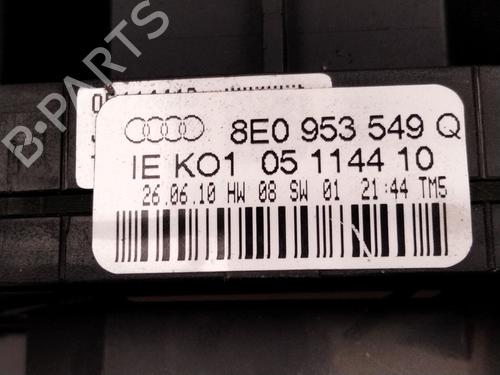 B-PARTS
8E0 953 549 Q
IE KO1 05 1144 10
26.06.10 HW 08 SW 01 21:44 TM5